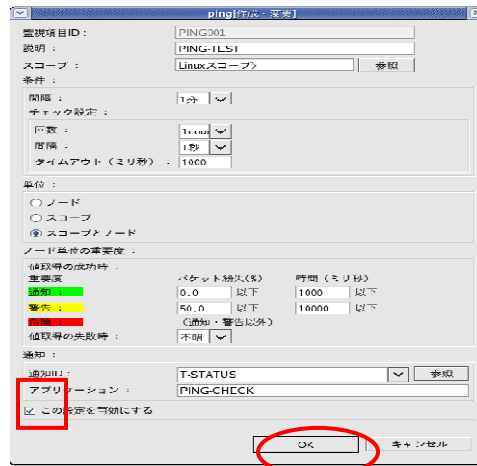 ping[作成・変更]
監視項目ID： PING001
説明： PING-TEST
スコープ： Linuxスコープ> 参照
条件：
間隔： 1分
チェック設定：
回数：
間隔： 1秒
タイムアウト（ミリ秒）： 1000
単位：
ノード
スコープ
スコープとノード
ノード単位の重要度：
値取得の成功時：
重要度 パケット紛失(%) 時間（ミリ秒）
通知： 0.0 以下 1000 以下
警告： 50.0 以下 10000 以下
危険： （通知・警告以外）
値取得の失敗時： 不明
通知：
通知ID： T-STATUS 参照
アプリケーション： PING-CHECK
この設定を有効にする
OK キャンセル